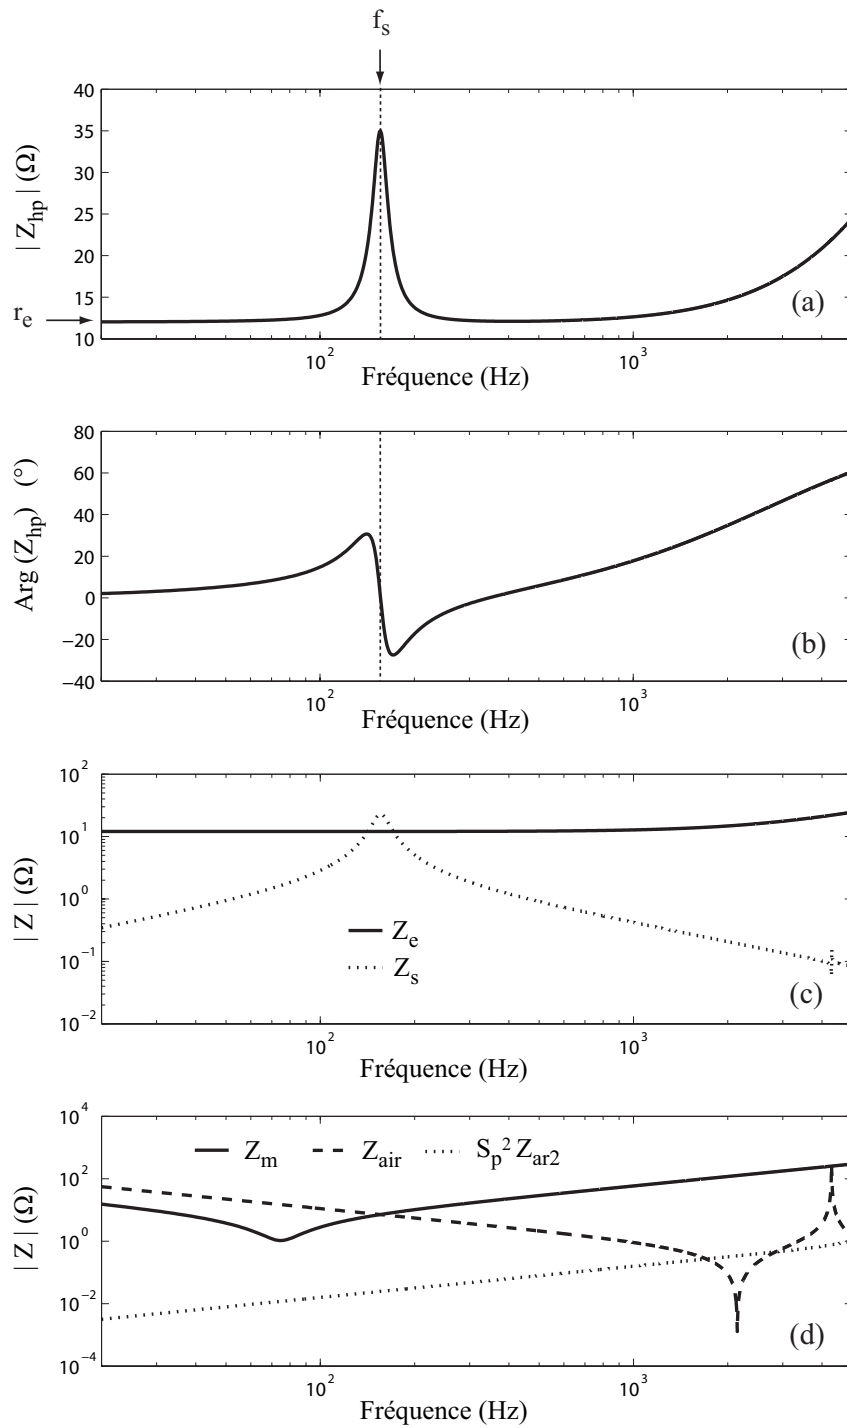 f_s
40
35
30
25
20
15
10
| Z_hp | (Ω)
r_e
(a)
10^2
10^3
Fréquence (Hz)
80
60
40
20
0
−20
−40
Arg (Z_hp) (°)
(b)
10^2
10^3
Fréquence (Hz)
10^2
10^1
10^0
10^-1
10^-2
| Z | (Ω)
Z_e
Z_s
(c)
10^2
10^3
Fréquence (Hz)
10^4
10^2
10^0
10^-2
10^-4
| Z | (Ω)
Z_m Z_air S_p^2 Z_ar2
(d)
10^2
10^3
Fréquence (Hz)